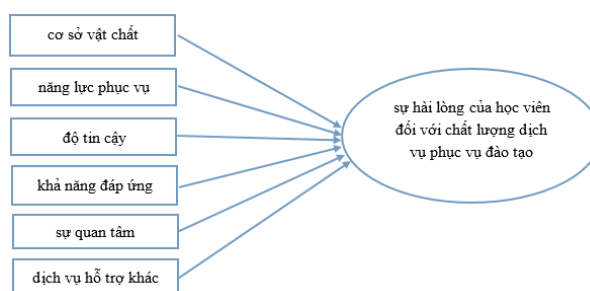 cơ sở vật chất
năng lực phục vụ
độ tin cậy
khả năng đáp ứng
sự quan tâm
dịch vụ hỗ trợ khác
sự hài lòng của học viên
đối với chất lượng dịch
vụ phục vụ đào tạo